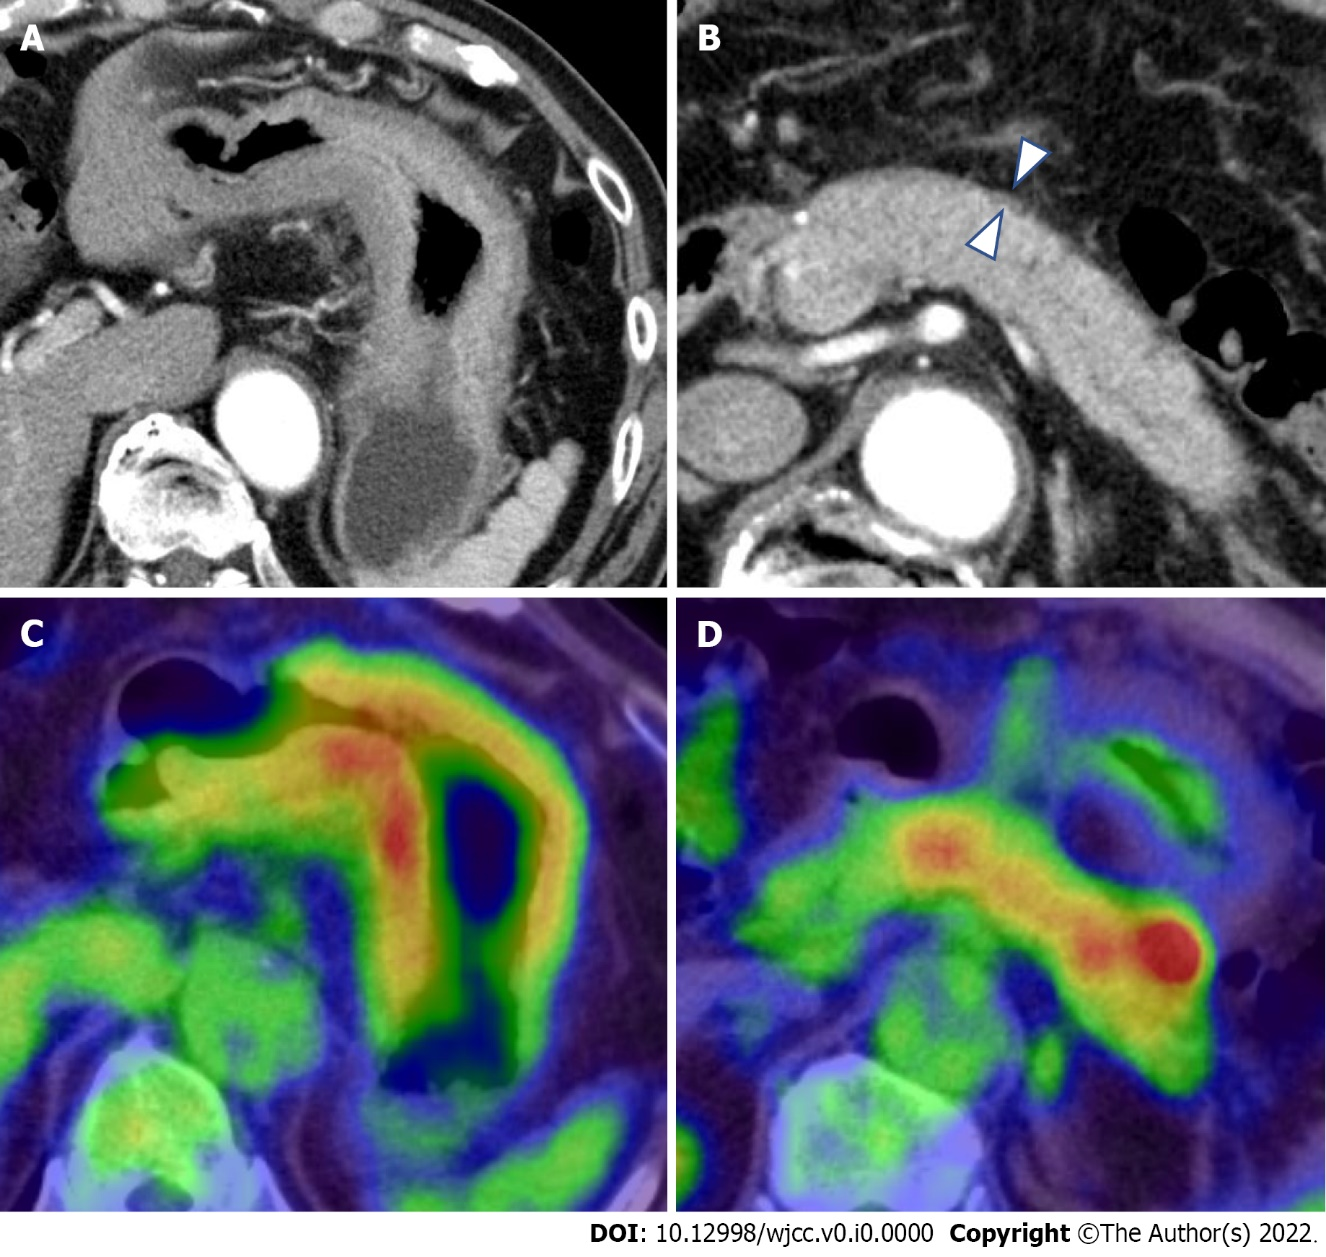 A
B
C
D
DOI: 10.12998/wjcc.v0.i0.0000 Copyright ©The Author(s) 2022.